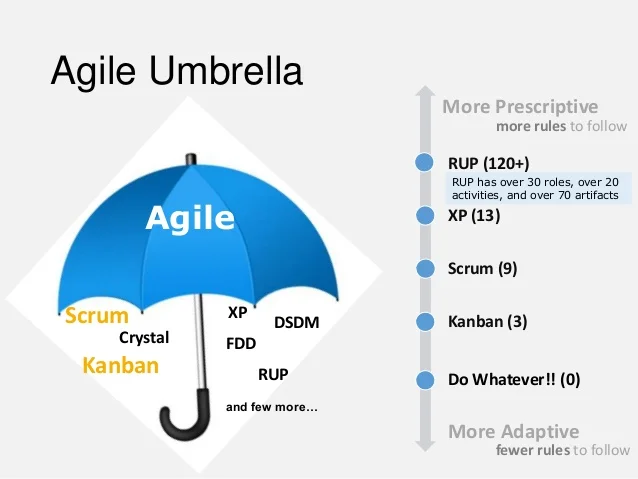 Agile Umbrella
Agile
Scrum
Crystal
Kanban
XP
DSDM
FDD
RUP
and few more...
More Prescriptive
more rules to follow
RUP (120+)
RUP has over 30 roles, over 20
activities, and over 70 artifacts
XP (13)
Scrum (9)
Kanban (3)
Do Whatever!! (0)
More Adaptive
fewer rules to follow